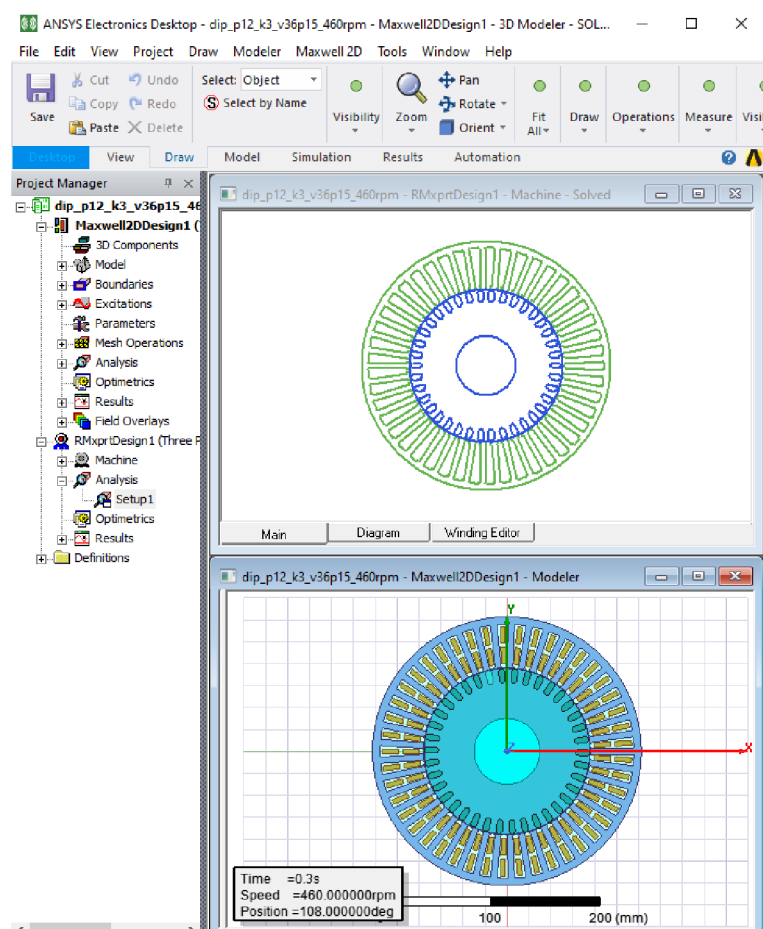 ANSYS Electronics Desktop - dip_p12_k3_v36p15_460rpm - Maxwell2DDesign1 - 3D Modeler - SOL...
File Edit View Project Draw Modeler Maxwell 2D Tools Window Help
Save
Cut
Copy
Paste
Undo
Redo
Delete
Select: Object
Select by Name
Visibility
Zoom
Pan
Rotate
Orient
Fit
All
Draw
Operations
Measure
Visi
Desktop View Draw Model Simulation Results Automation
Project Manager
dip_p12_k3_v36p15_46
Maxwell2DDesign1 (
3D Components
Model
Boundaries
Excitations
Parameters
Mesh Operations
Analysis
Optimetrics
Results
Field Overlays
RMxprtDesign1 (Three P
Machine
Analysis
Setup1
Optimetrics
Results
Definitions
dip_p12_k3_v36p15_460rpm - RMxprtDesign1 - Machine - Solved
Main Diagram Winding Editor
dip_p12_k3_v36p15_460rpm - Maxwell2DDesign1 - Modeler
Y
X
Z
Time =0.3s
Speed =460.000000rpm
Position =108.000000deg
100 200 (mm)